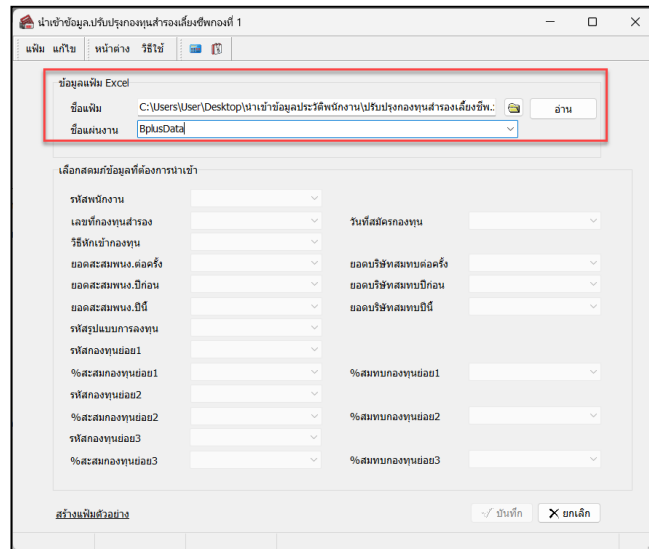 นำเข้าข้อมูล.ปรับปรุงกองทุนสำรองเลี้ยงชีพกองที่ 1
แฟ้ม แก้ไข หน้าต่าง วิธีใช้
ข้อมูลแฟ้ม Excel
ชื่อแฟ้ม C:\Users\User\Desktop\นำเข้าข้อมูลประวัติพนักงาน\ปรับปรุงกองทุนสำรองเลี้ยงชีพ.: อ่าน
ชื่อแผ่นงาน BplusData
เลือกสดมภ์ข้อมูลที่ต้องการนำเข้า
รหัสพนักงาน
เลขที่กองทุนสำรอง วันที่สมัครกองทุน
วิธีหักเข้ากองทุน
ยอดสะสมพนง.ต่อครั้ง ยอดบริษัทสมทบต่อครั้ง
ยอดสะสมพนง.ปีก่อน ยอดบริษัทสมทบปีก่อน
ยอดสะสมพนง.ปีนี้ ยอดบริษัทสมทบปีนี้
รหัสรูปแบบการลงทุน
รหัสกองทุนย่อย1
%สะสมกองทุนย่อย1 %สมทบกองทุนย่อย1
รหัสกองทุนย่อย2
%สะสมกองทุนย่อย2 %สมทบกองทุนย่อย2
รหัสกองทุนย่อย3
%สะสมกองทุนย่อย3 %สมทบกองทุนย่อย3
สร้างแฟ้มตัวอย่าง บันทึก ยกเลิก